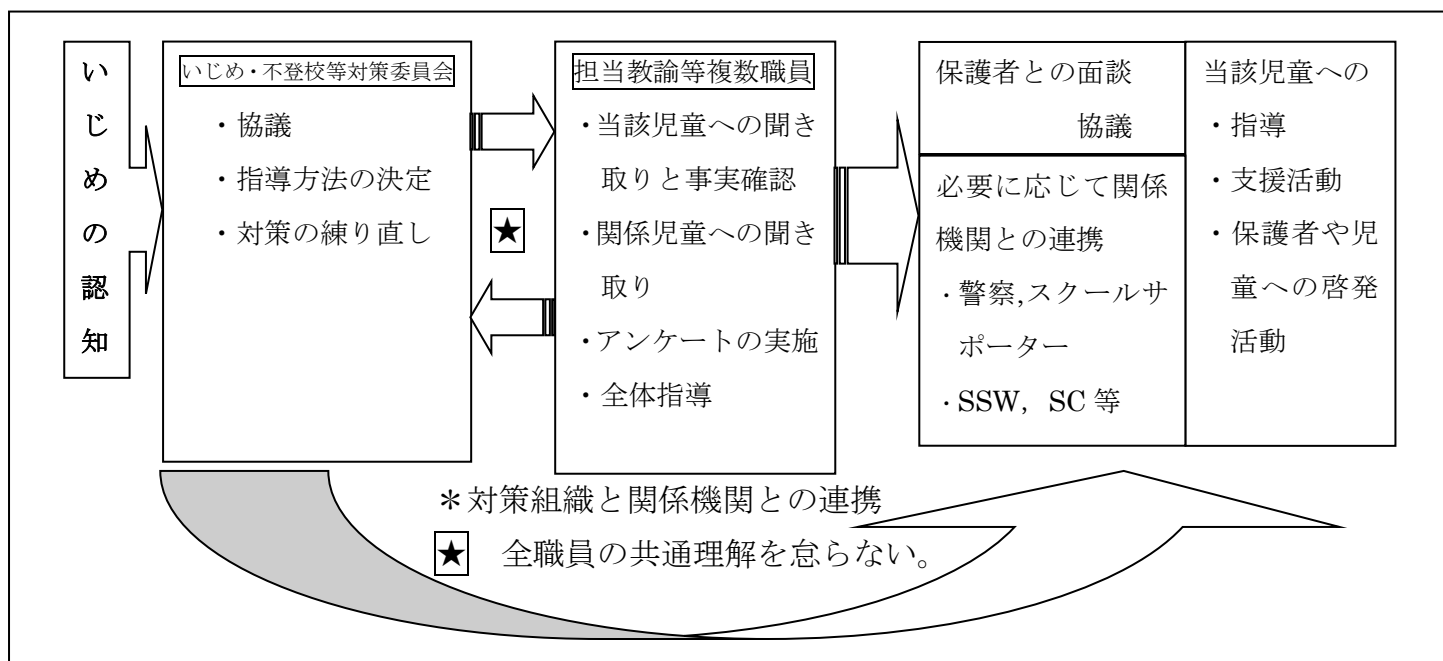 いじめの認知
いじめ・不登校等対策委員会
・協議
・指導方法の決定
・対策の練り直し
★
担当教諭等複数職員
・当該児童への聞き
取りと事実確認
・関係児童への聞き
取り
・アンケートの実施
・全体指導
保護者との面談
協議
必要に応じて関係
機関との連携
・警察,スクールサ
ポーター
・SSW，SC等
当該児童への
・指導
・支援活動
・保護者や児
童への啓発
活動
＊対策組織と関係機関との連携
★ 全職員の共通理解を怠らない。